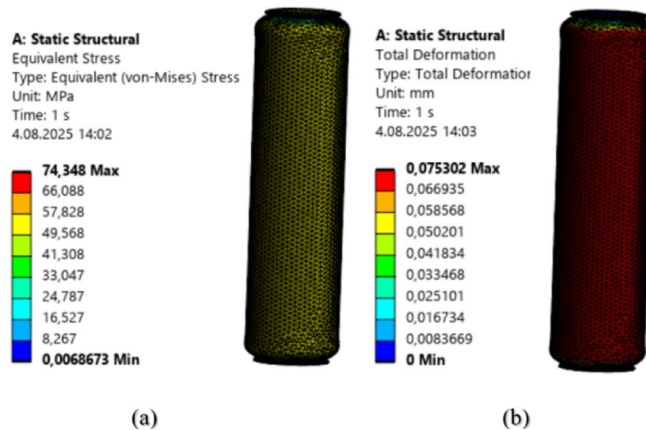 A: Static Structural
Equivalent Stress
Type: Equivalent (von-Mises) Stress
Unit: MPa
Time: 1 s
4.08.2025 14:02
74,348 Max
66,088
57,828
49,568
41,308
33,047
24,787
16,527
8,267
0,0068673 Min
(a)
A: Static Structural
Total Deformation
Type: Total Deformation
Unit: mm
Time: 1 s
4.08.2025 14:03
0,075302 Max
0,066935
0,058568
0,050201
0,041834
0,033468
0,025101
0,016734
0,0083669
0 Min
(b)